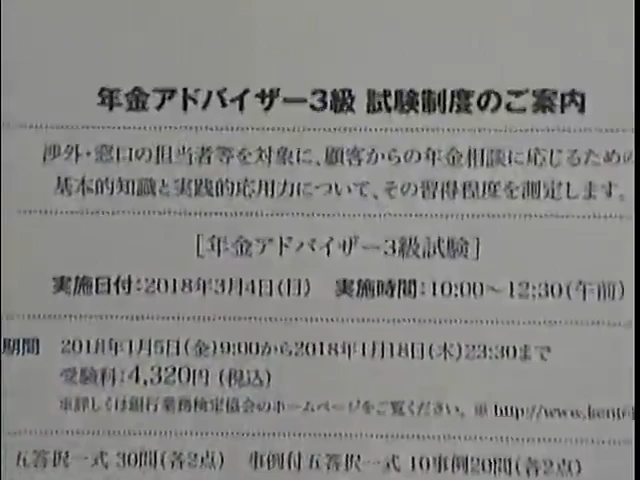 年金アドバイザー3級 試験制度のご案内
渉外・窓口の担当者等を対象に、顧客からの年金相談に応じるための
基本的知識と実践的応用力について、その習得程度を測定します。
[年金アドバイザー3級試験]
実施日付:2018年3月4日(日) 実施時間:10:00〜12:30(午前)
期間 2018年1月5日(金)9:00から2018年1月18日(木)23:30まで
受験料:4,320円(税込)
※詳しくは銀行業務検定協会のホームページをご覧ください。※ http://www.kente
五答択一式 30問(各2点) 事例付五答択一式 10事例20問(各2点)